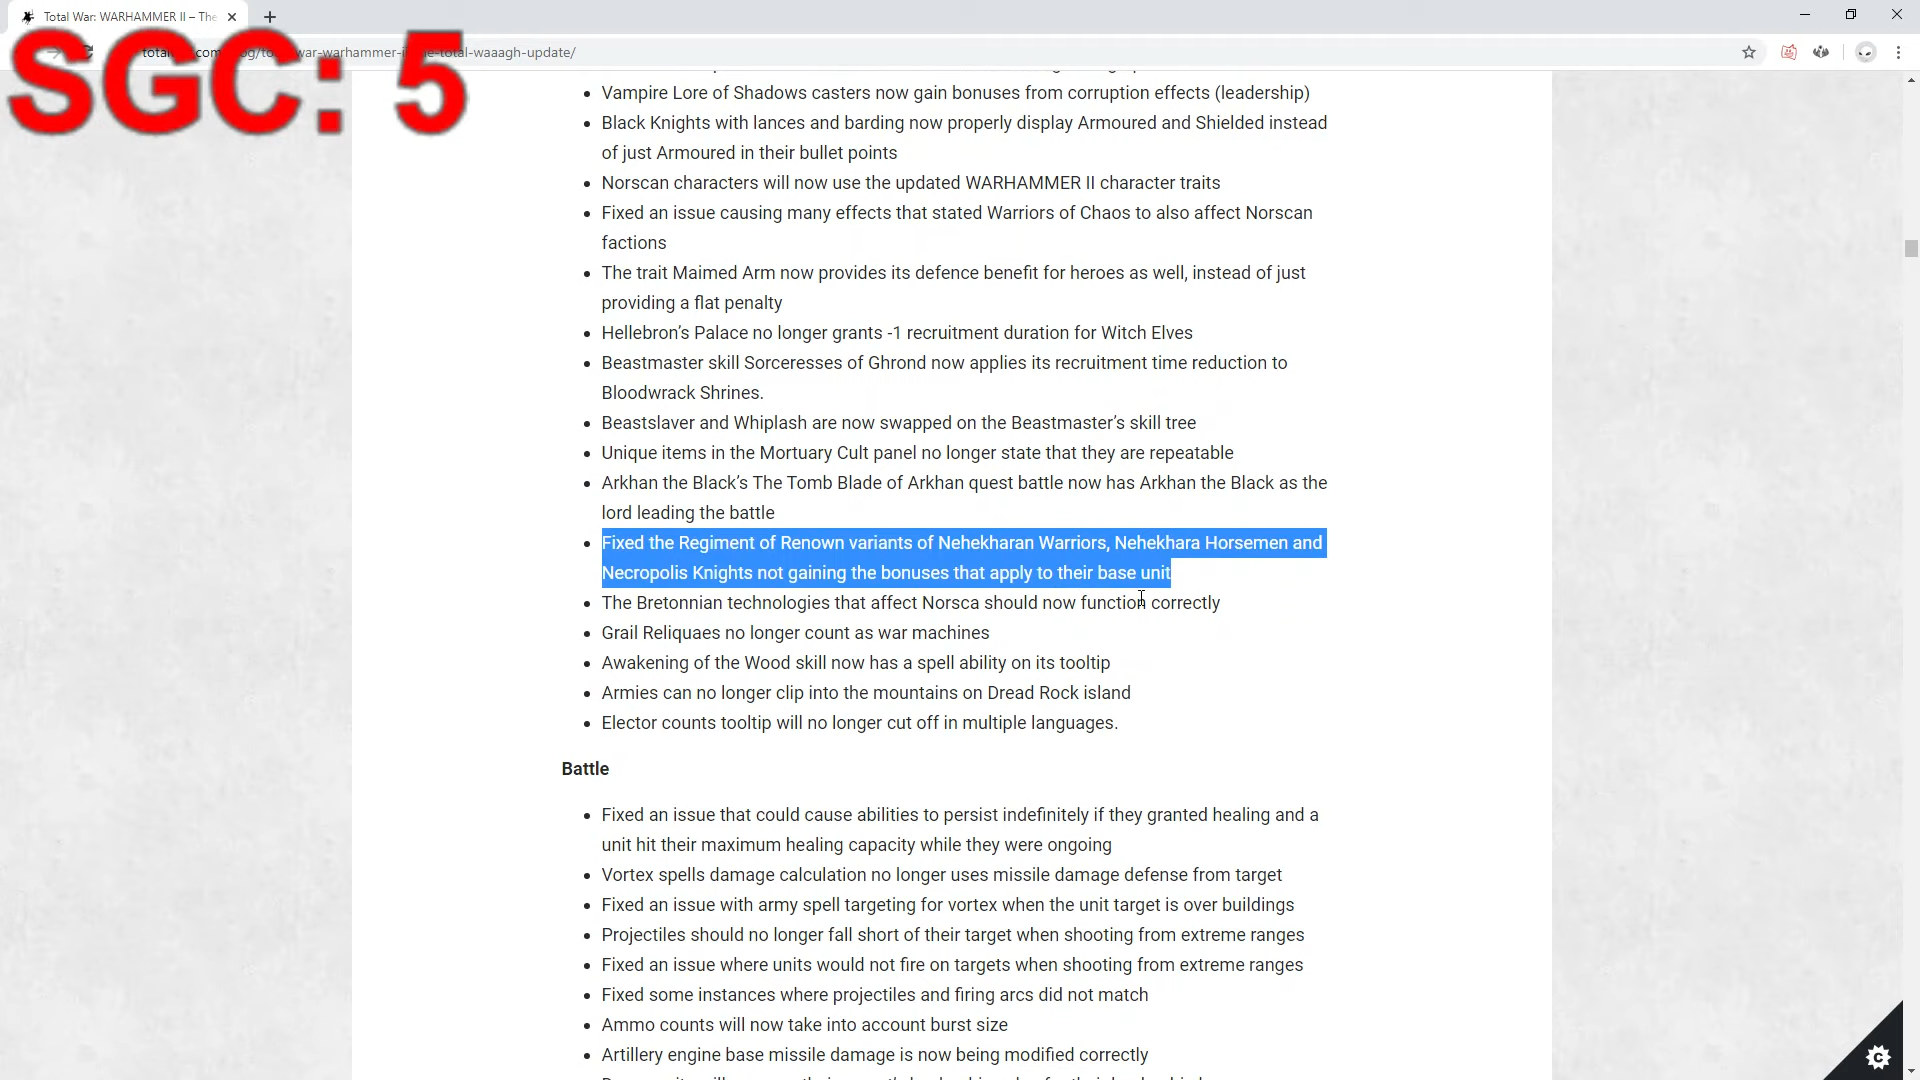 Total War: WARHAMMER II – The
SGC: 5
war-warhammer-i
e-total-waaagh-update/
Vampire Lore of Shadows casters now gain bonuses from corruption effects (leadership)
Black Knights with lances and barding now properly display Armoured and Shielded instead
of just Armoured in their bullet points
Norscan characters will now use the updated WARHAMMER II character traits
Fixed an issue causing many effects that stated Warriors of Chaos to also affect Norscan
factions
The trait Maimed Arm now provides its defence benefit for heroes as well, instead of just
providing a flat penalty
Hellebron’s Palace no longer grants -1 recruitment duration for Witch Elves
Beastmaster skill Sorceresses of Ghrond now applies its recruitment time reduction to
Bloodwrack Shrines.
Beastslaver and Whiplash are now swapped on the Beastmaster’s skill tree
Unique items in the Mortuary Cult panel no longer state that they are repeatable
Arkhan the Black’s The Tomb Blade of Arkhan quest battle now has Arkhan the Black as the
lord leading the battle
Fixed the Regiment of Renown variants of Nehekharan Warriors, Nehekhara Horsemen and
Necropolis Knights not gaining the bonuses that apply to their base unit
The Bretonnian technologies that affect Norsca should now function correctly
Grail Reliquaes no longer count as war machines
Awakening of the Wood skill now has a spell ability on its tooltip
Armies can no longer clip into the mountains on Dread Rock island
Elector counts tooltip will no longer cut off in multiple languages.
Battle
Fixed an issue that could cause abilities to persist indefinitely if they granted healing and a
unit hit their maximum healing capacity while they were ongoing
Vortex spells damage calculation no longer uses missile damage defense from target
Fixed an issue with army spell targeting for vortex when the unit target is over buildings
Projectiles should no longer fall short of their target when shooting from extreme ranges
Fixed an issue where units would not fire on targets when shooting from extreme ranges
Fixed some instances where projectiles and firing arcs did not match
Ammo counts will now take into account burst size
Artillery engine base missile damage is now being modified correctly